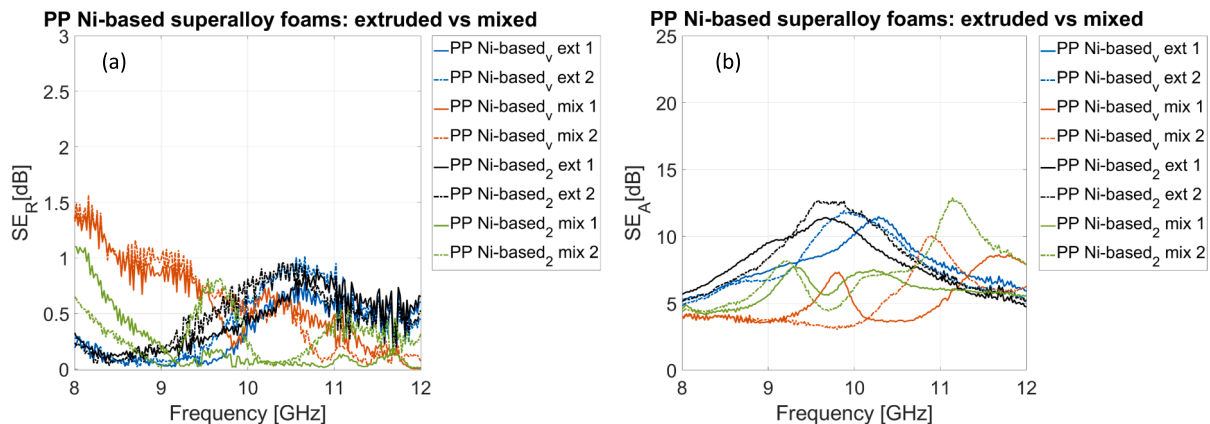 PP Ni-based superalloy foams: extruded vs mixed
(a)
SE_R[dB]
3
2.5
2
1.5
1
0.5
0
8 9 10 11 12
Frequency [GHz]
PP Ni-based_v ext 1
PP Ni-based_v ext 2
PP Ni-based_v mix 1
PP Ni-based_v mix 2
PP Ni-based_2 ext 1
PP Ni-based_2 ext 2
PP Ni-based_2 mix 1
PP Ni-based_2 mix 2
PP Ni-based superalloy foams: extruded vs mixed
(b)
SE_A[dB]
25
20
15
10
5
0
8 9 10 11 12
Frequency [GHz]
PP Ni-based_v ext 1
PP Ni-based_v ext 2
PP Ni-based_v mix 1
PP Ni-based_v mix 2
PP Ni-based_2 ext 1
PP Ni-based_2 ext 2
PP Ni-based_2 mix 1
PP Ni-based_2 mix 2